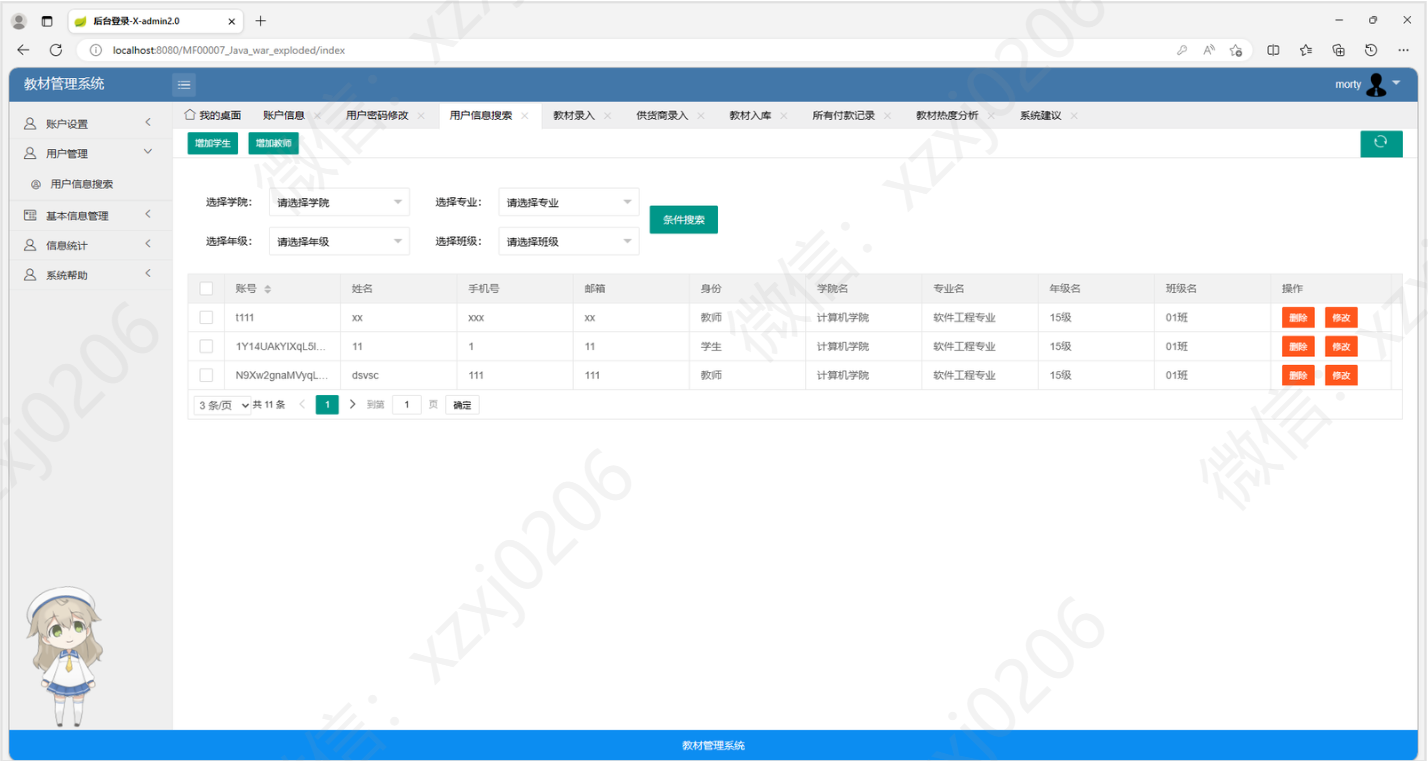 后台登录-X-admin2.0
localhost:8080/MF00007_Java_war_exploded/index
教材管理系统
morty
账户设置
用户管理
用户信息搜索
基本信息管理
信息统计
系统帮助
我的桌面 账户信息 用户密码修改 用户信息搜索 教材录入 供货商录入 教材入库 所有付款记录 教材热度分析 系统建议
增加学生 增加教师
选择学院: 请选择学院 选择专业: 请选择专业
条件搜索
选择年级: 请选择年级 选择班级: 请选择班级
账号 姓名 手机号 邮箱 身份 学院名 专业名 年级名 班级名 操作
t111 xx xxx xx 教师 计算机学院 软件工程专业 15级 01班 删除 修改
1Y14UAkYIXqL5l... 11 1 11 学生 计算机学院 软件工程专业 15级 01班 删除 修改
N9Xw2gnaMVyqL... dsvsc 111 111 教师 计算机学院 软件工程专业 15级 01班 删除 修改
3 条/页 共 11 条 1 到第 1 页 确定
教材管理系统
微信: xzxj0206
微信: xzxj0206
微信: xzxj0206
微信: xzxj0206